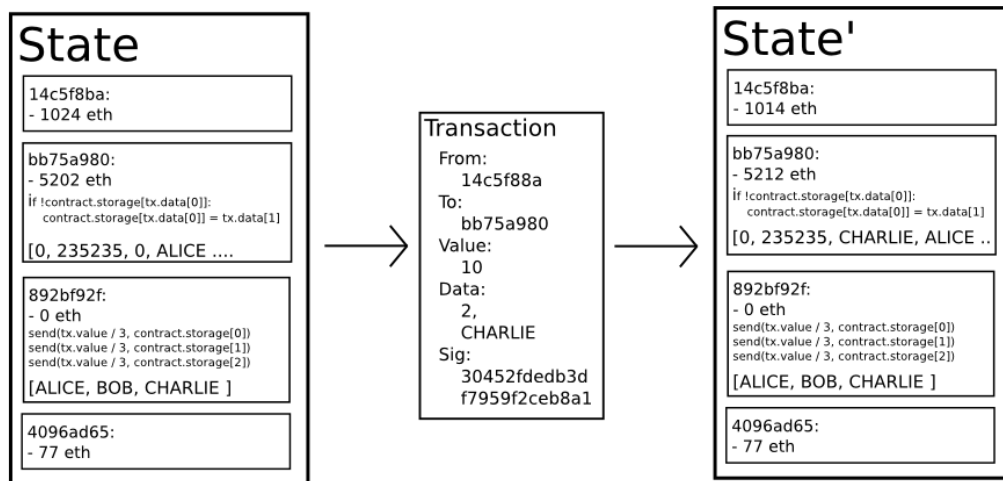 State
14c5f8ba:
- 1024 eth
bb75a980:
- 5202 eth
if !contract.storage[tx.data[0]]:
contract.storage[tx.data[0]] = tx.data[1]
[0, 235235, 0, ALICE ....
892bf92f:
- 0 eth
send(tx.value / 3, contract.storage[0])
send(tx.value / 3, contract.storage[1])
send(tx.value / 3, contract.storage[2])
[ALICE, BOB, CHARLIE ]
4096ad65:
- 77 eth
Transaction
From:
14c5f88a
To:
bb75a980
Value:
10
Data:
2,
CHARLIE
Sig:
30452fdedb3d
f7959f2ceb8a1
State'
14c5f8ba:
- 1014 eth
bb75a980:
- 5212 eth
if !contract.storage[tx.data[0]]:
contract.storage[tx.data[0]] = tx.data[1]
[0, 235235, CHARLIE, ALICE ..
892bf92f:
- 0 eth
send(tx.value / 3, contract.storage[0])
send(tx.value / 3, contract.storage[1])
send(tx.value / 3, contract.storage[2])
[ALICE, BOB, CHARLIE ]
4096ad65:
- 77 eth